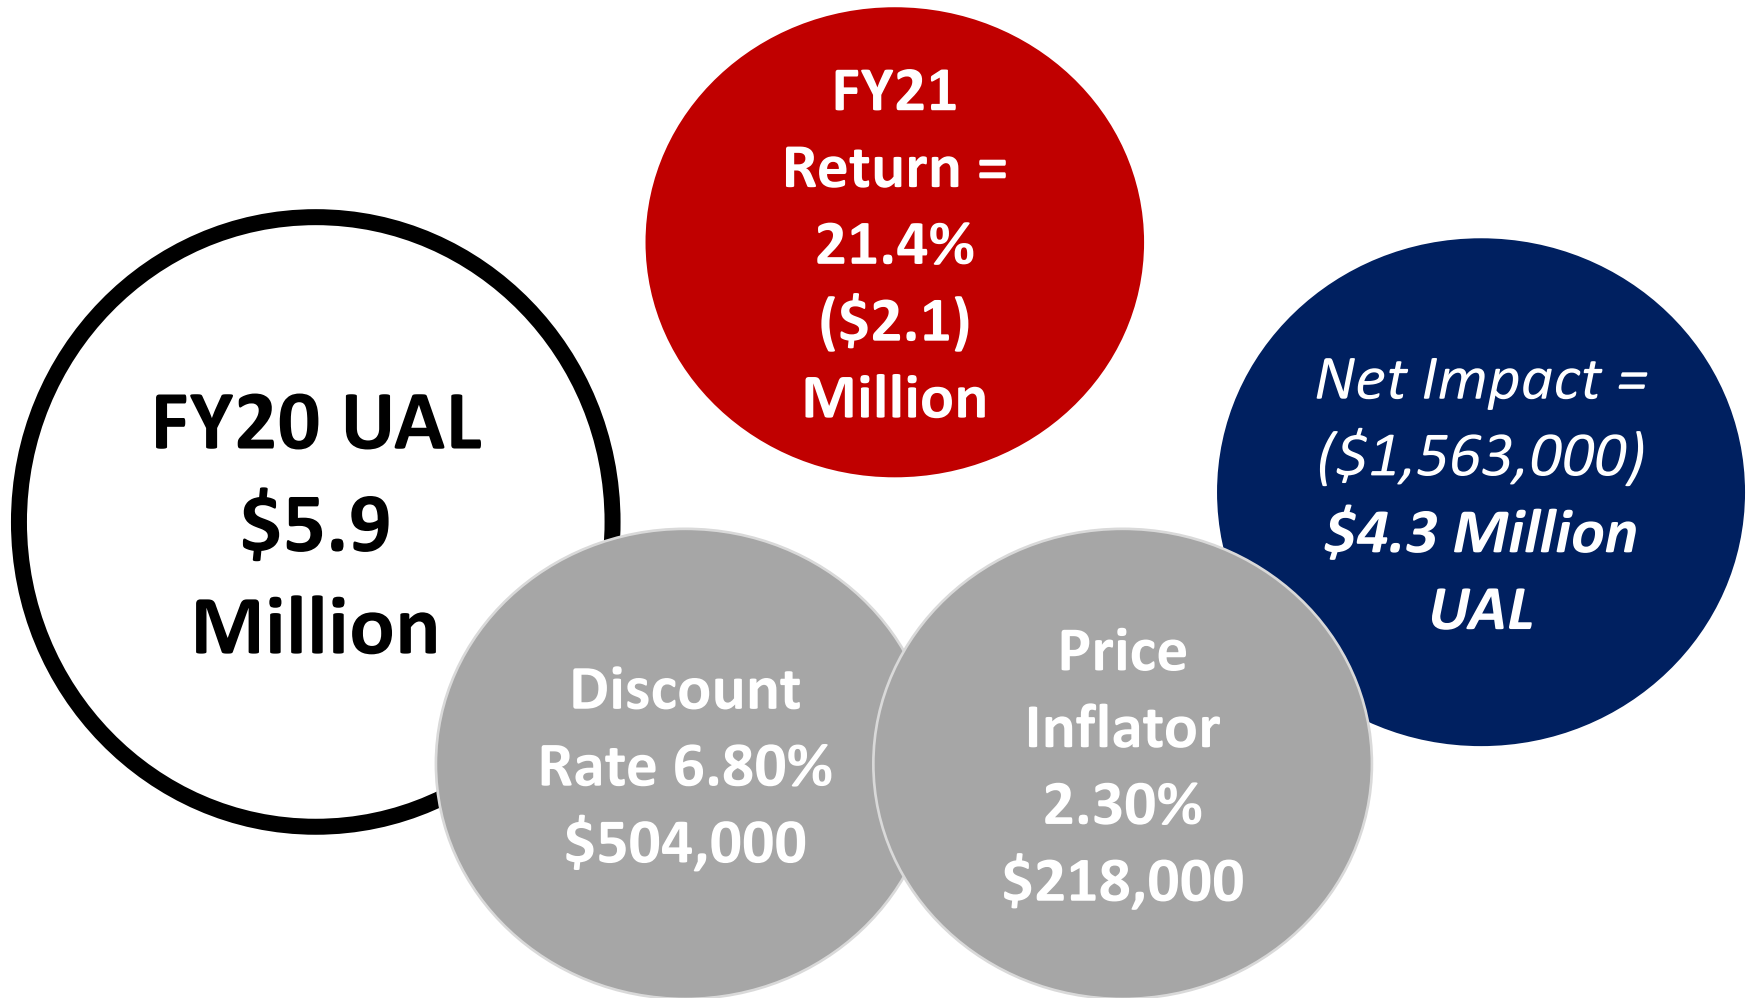 FY20 UAL
$5.9
Million
FY21
Return =
21.4%
($2.1)
Million
Discount
Rate 6.80%
$504,000
Price
Inflator
2.30%
$218,000
Net Impact =
($1,563,000)
$4.3 Million
UAL